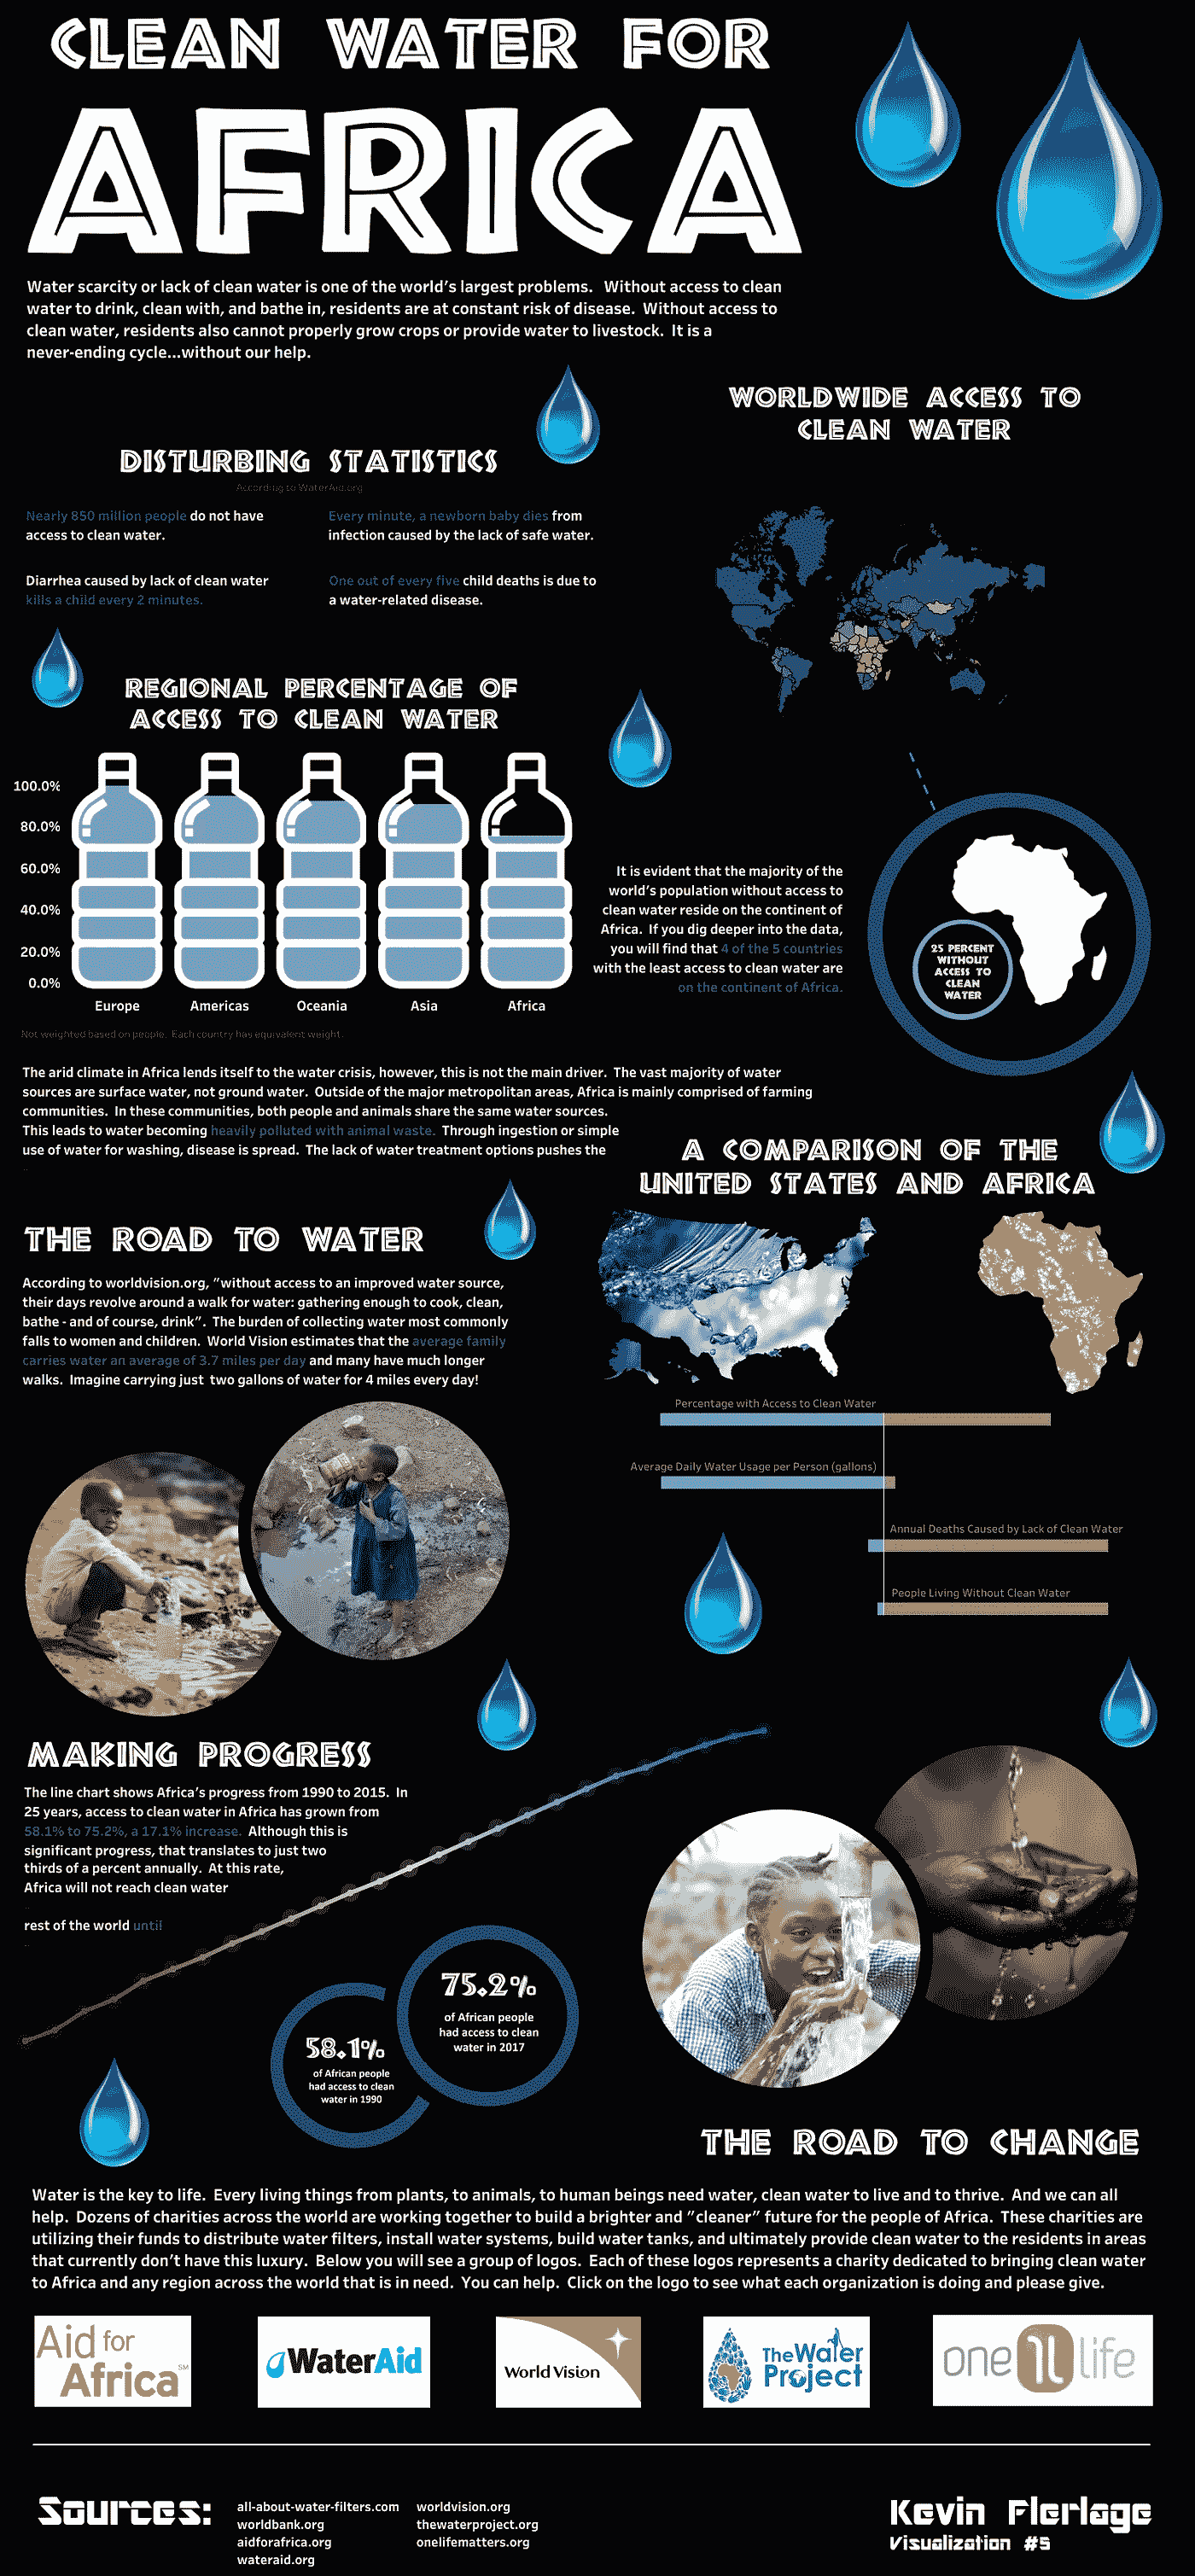 CLEAN WATER FOR
AFRICA
Water scarcity or lack of clean water is one of the world's largest problems. Without access to clean
water to drink, clean with, and bathe in, residents are at constant risk of disease. Without access to
clean water, residents also cannot properly grow crops or provide water to livestock. It is a
never-ending cycle...without our help.
DISTURBING STATISTICS
According to WaterAid.org
Nearly 850 million people do not have
access to clean water.
Every minute, a newborn baby dies from
infection caused by the lack of safe water.
Diarrhea caused by lack of clean water
kills a child every 2 minutes.
One out of every five child deaths is due to
a water-related disease.
WORLDWIDE ACCESS TO
CLEAN WATER
REGIONAL PERCENTAGE OF
ACCESS TO CLEAN WATER
100.0%
80.0%
60.0%
40.0%
20.0%
0.0%
Europe Americas Oceania Asia Africa
Not weighted based on people. Each country has equivalent weight.
It is evident that the majority of the
world's population without access to
clean water reside on the continent of
Africa. If you dig deeper into the data,
you will find that 4 of the 5 countries
with the least access to clean water are
on the continent of Africa.
25 PERCENT
WITHOUT
ACCESS TO
CLEAN
WATER
The arid climate in Africa lends itself to the water crisis, however, this is not the main driver. The vast majority of water
sources are surface water, not ground water. Outside of the major metropolitan areas, Africa is mainly comprised of farming
communities. In these communities, both people and animals share the same water sources.
This leads to water becoming heavily polluted with animal waste. Through ingestion or simple
use of water for washing, disease is spread. The lack of water treatment options pushes the
A COMPARISON OF THE
UNITED STATES AND AFRICA
Percentage with Access to Clean Water
Average Daily Water Usage per Person (gallons)
Annual Deaths Caused by Lack of Clean Water
People Living Without Clean Water
THE ROAD TO WATER
According to worldvision.org, "without access to an improved water source,
their days revolve around a walk for water: gathering enough to cook, clean,
bathe - and of course, drink". The burden of collecting water most commonly
falls to women and children. World Vision estimates that the average family
carries water an average of 3.7 miles per day and many have much longer
walks. Imagine carrying just two gallons of water for 4 miles every day!
MAKING PROGRESS
The line chart shows Africa's progress from 1990 to 2015. In
25 years, access to clean water in Africa has grown from
58.1% to 75.2%, a 17.1% increase. Although this is
significant progress, that translates to just two
thirds of a percent annually. At this rate,
Africa will not reach clean water
rest of the world until
75.2%
of African people
had access to clean
water in 2017
58.1%
of African people
had access to clean
water in 1990
THE ROAD TO CHANGE
Water is the key to life. Every living things from plants, to animals, to human beings need water, clean water to live and to thrive. And we can all
help. Dozens of charities across the world are working together to build a brighter and "cleaner" future for the people of Africa. These charities are
utilizing their funds to distribute water filters, install water systems, build water tanks, and ultimately provide clean water to the residents in areas
that currently don't have this luxury. Below you will see a group of logos. Each of these logos represents a charity dedicated to bringing clean water
to Africa and any region across the world that is in need. You can help. Click on the logo to see what each organization is doing and please give.
Aid for
Africa SM
WaterAid
World Vision
The Water
Project
one life
Sources:
all-about-water-filters.com
worldbank.org
aidforafrica.org
wateraid.org
worldvision.org
thewaterproject.org
onelifematters.org
Kevin Flerlage
Visualization #5